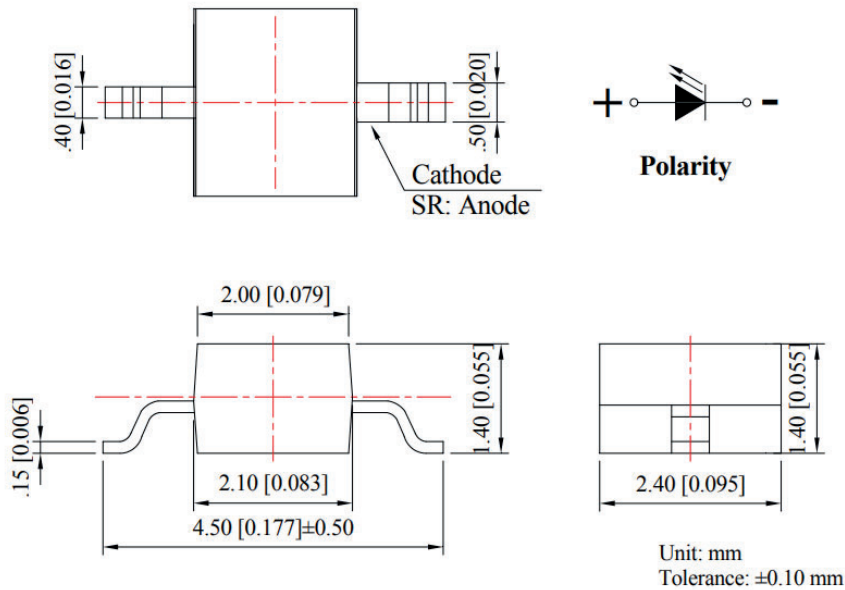 .40 [0.016]
.50 [0.020]
Cathode
SR: Anode
+
-
Polarity
2.00 [0.079]
.15 [0.006]
1.40 [0.055]
2.10 [0.083]
4.50 [0.177]±0.50
1.40 [0.055]
2.40 [0.095]
Unit: mm
Tolerance: ±0.10 mm